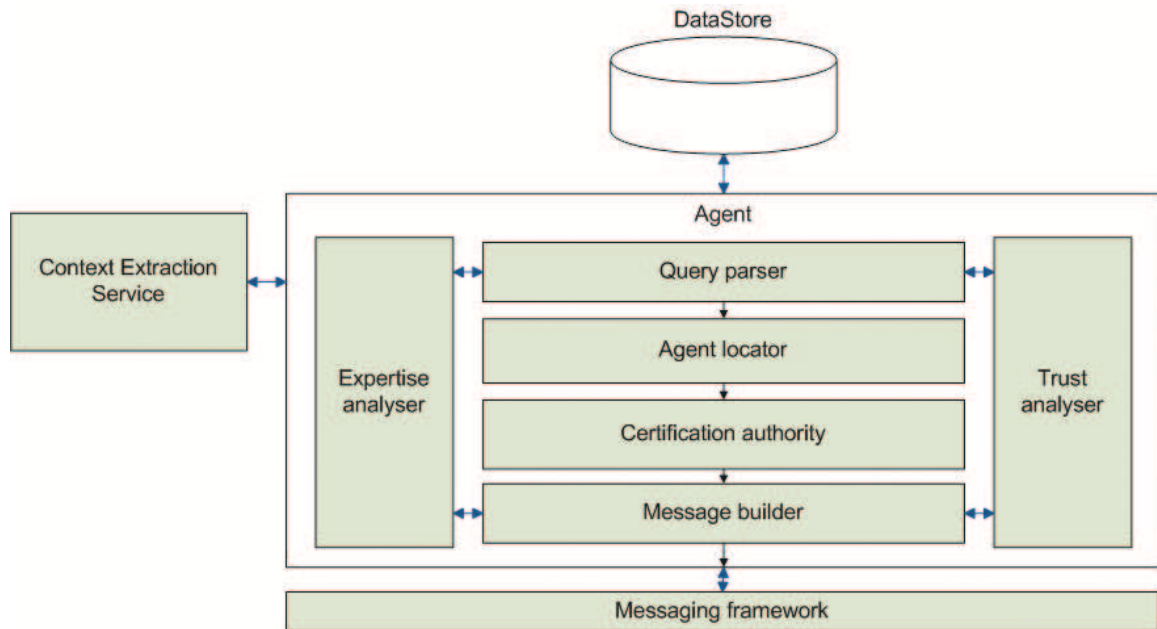 DataStore
Agent
Context Extraction
Service
Query parser
Agent locator
Expertise
analyser
Trust
analyser
Certification authority
Message builder
Messaging framework